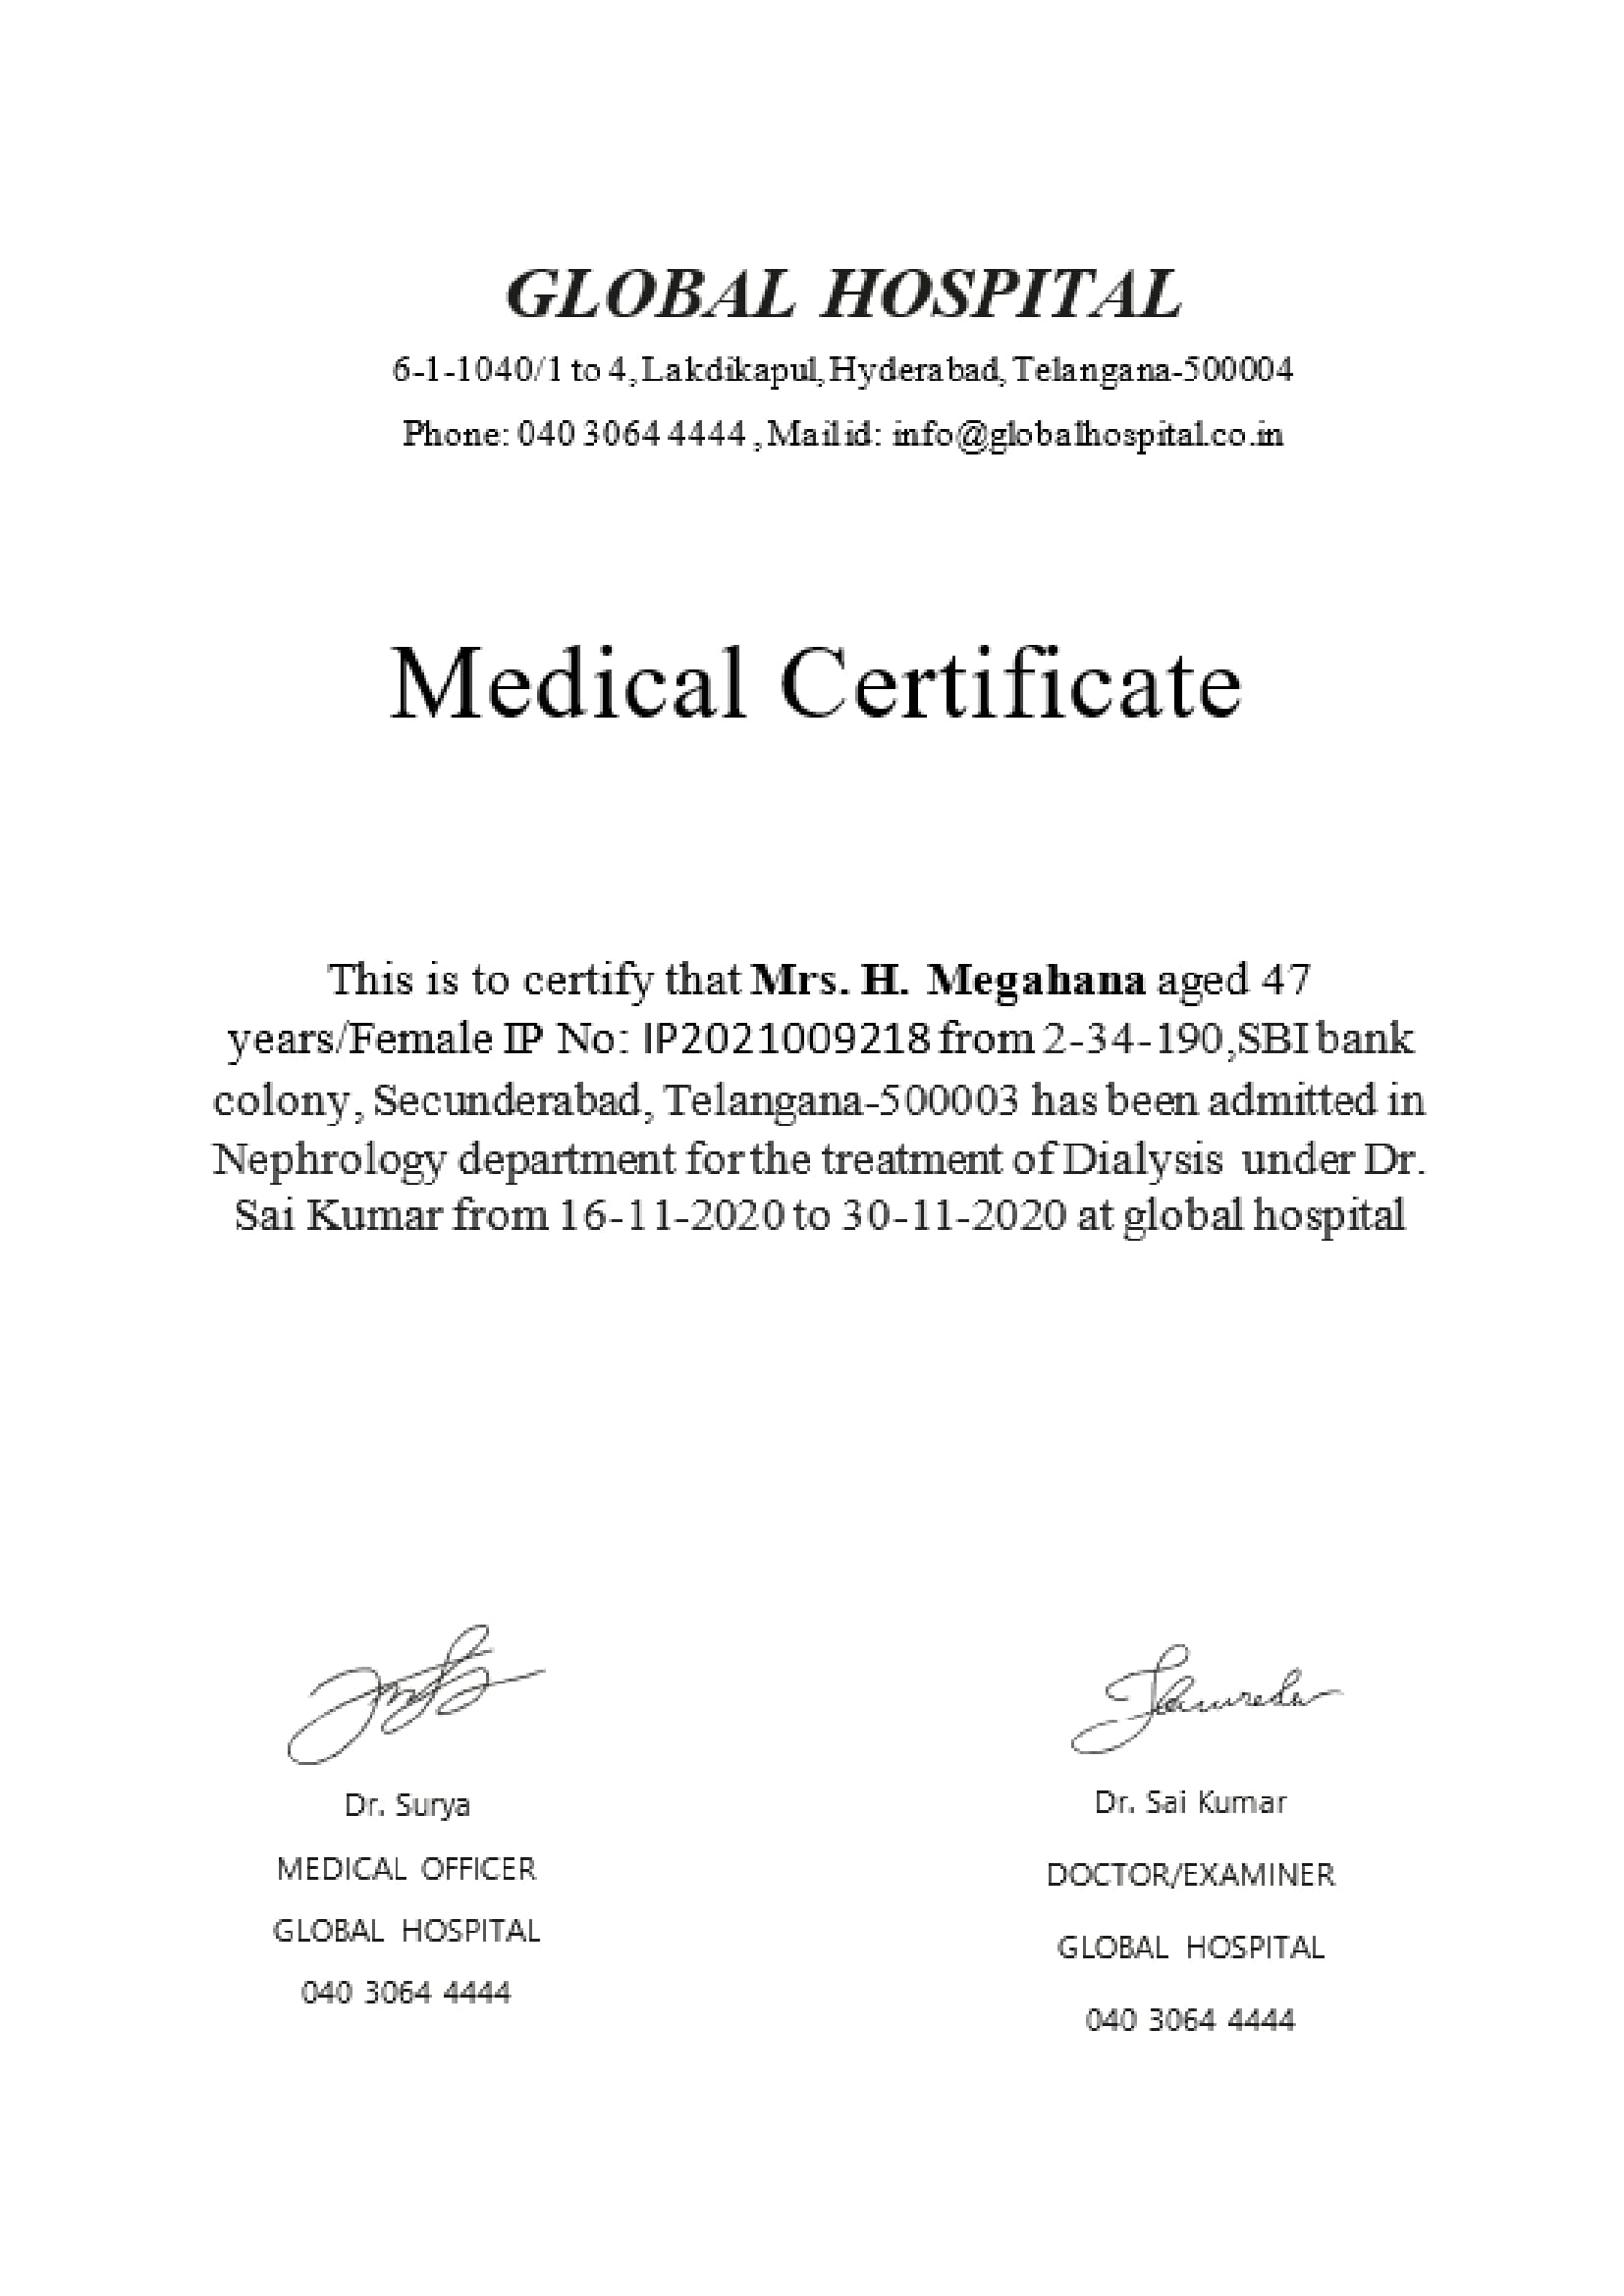 GLOBAL HOSPITAL
6-1-1040/1 to 4, Lakdikapul, Hyderabad, Telangana-500004
Phone: 040 3064 4444 , Mail id: info@globalhospital.co.in
Medical Certificate
This is to certify that Mrs. H. Megahana aged 47
years/Female IP No: IP2021009218 from 2-34-190,SBI bank
colony, Secunderabad, Telangana-500003 has been admitted in
Nephrology department for the treatment of Dialysis under Dr.
Sai Kumar from 16-11-2020 to 30-11-2020 at global hospital
Dr. Surya
MEDICAL OFFICER
GLOBAL HOSPITAL
040 3064 4444
Dr. Sai Kumar
DOCTOR/EXAMINER
GLOBAL HOSPITAL
040 3064 4444